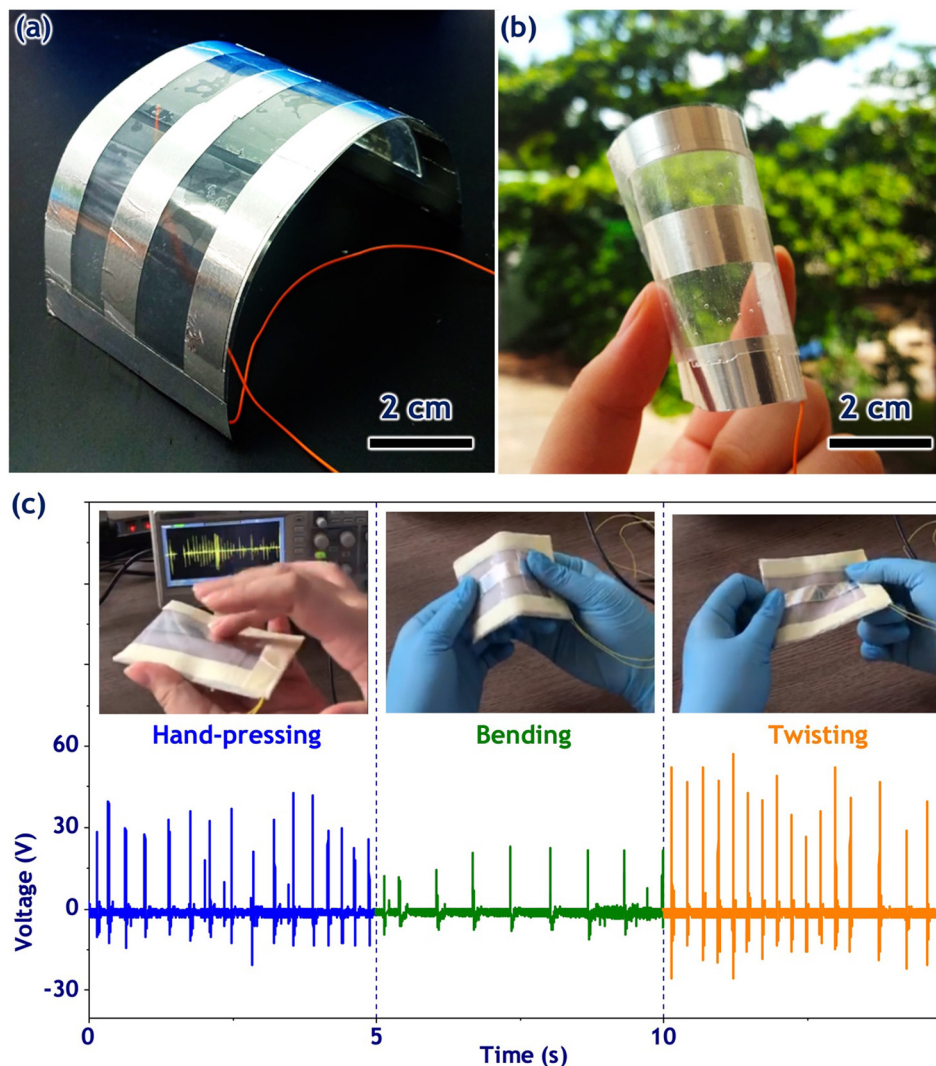 (a)
(b)
2 cm
2 cm
(c)
Hand-pressing
Bending
Twisting
60
30
0
-30
Voltage (V)
0
5
10
Time (s)